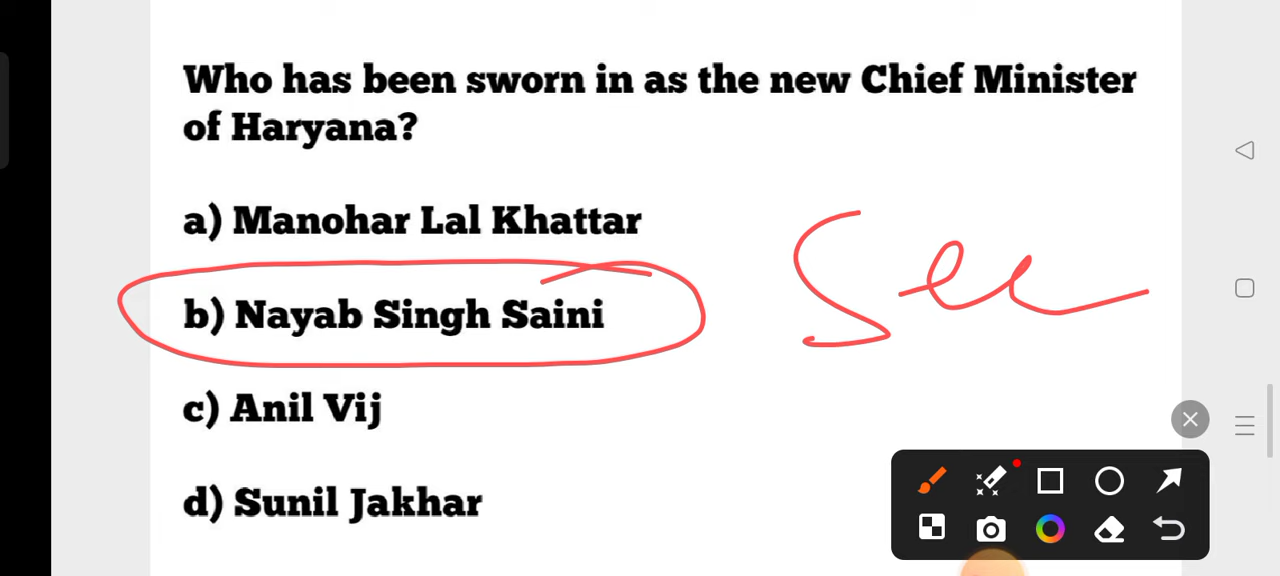 Who has been sworn in as the new Chief Minister
of Haryana?
a) Manohar Lal Khattar
b) Nayab Singh Saini
See
c) Anil Vij
d) Sunil Jakhar